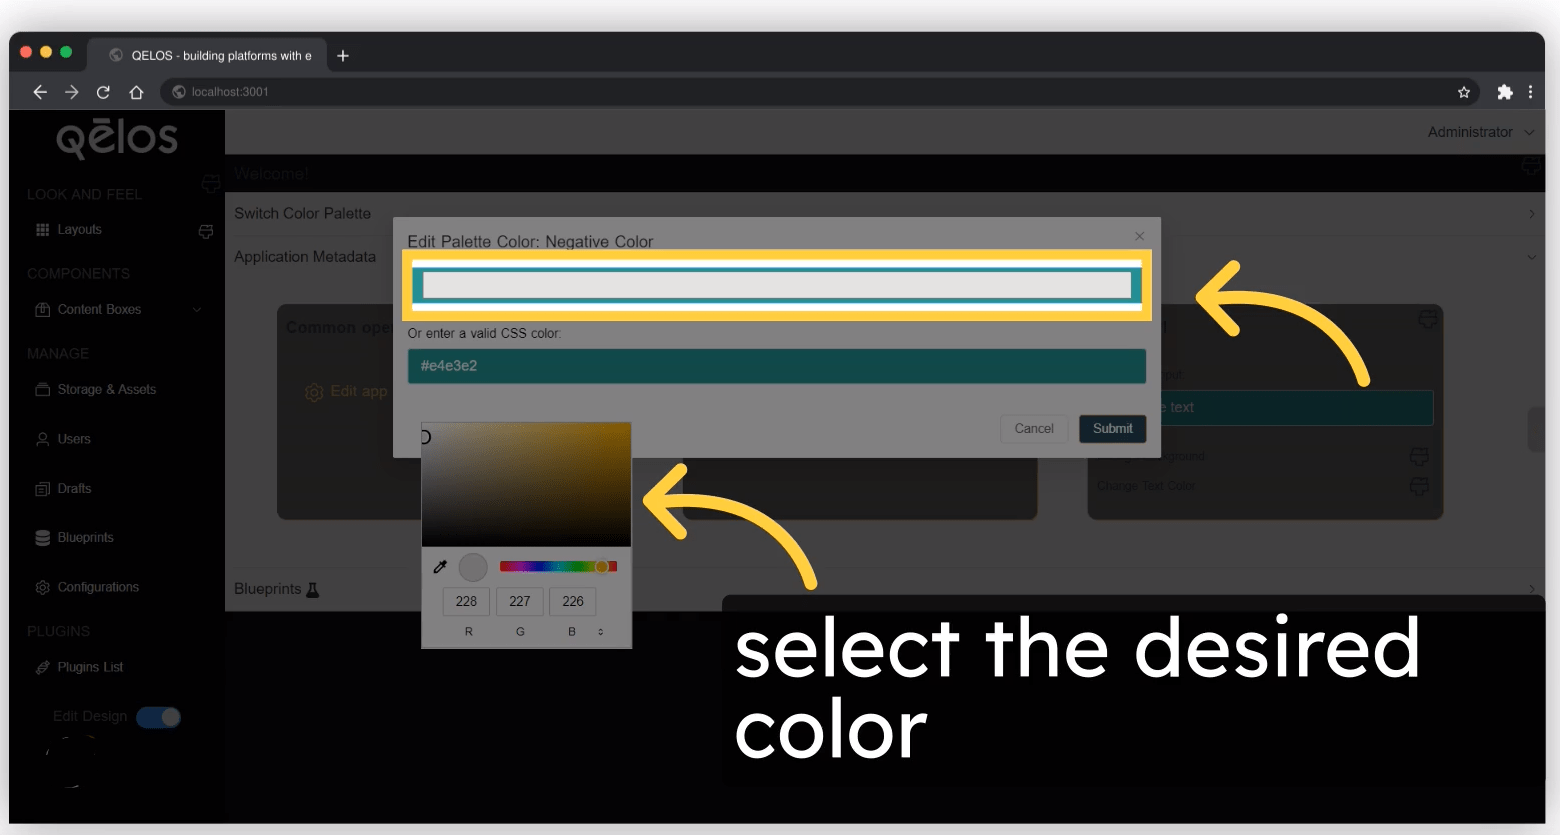 QELOS - building platforms with e
localhost:3001
qēlos
Administrator
LOOK AND FEEL
Layouts
COMPONENTS
Content Boxes
MANAGE
Storage & Assets
Users
Drafts
Blueprints
Configurations
PLUGINS
Plugins List
Edit Design
Welcome!
Switch Color Palette
Application Metadata
Common ope
Edit app
Edit Palette Color: Negative Color
Or enter a valid CSS color:
#e4e3e2
Cancel
Submit
228
227
226
R
G
B
e text
Change Text Color
Blueprints
select the desired
color